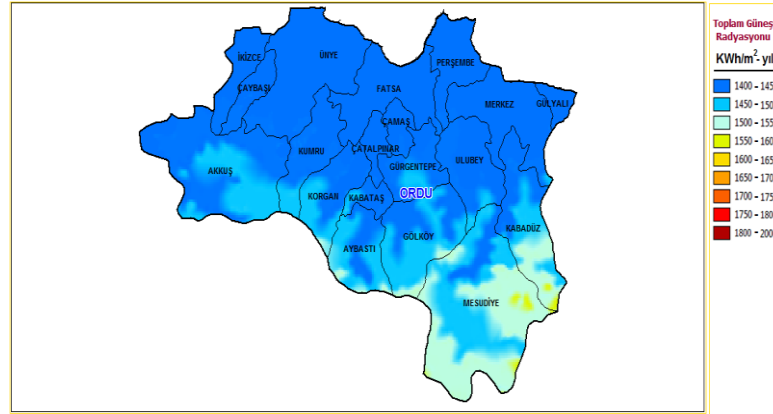 Toplam Güneş
Radyasyonu
KWh/m²-yıl
1400 - 145
1450 - 150
1500 - 155
1550 - 160
1600 - 165
1650 - 170
1700 - 175
1750 - 180
1800 - 200
İKİZCE
ÜNYE
PERŞEMBE
ÇAYBAŞI
FATSA
MERKEZ
GÜLYALI
ÇAMAŞ
KUMRU
ÇATALPINAR
GÜRGENTEPE
ULUBEY
AKKUŞ
KORGAN
KABATAŞ
ORDU
KABADÜZ
AYBASTI
GÖLKÖY
MESUDİYE